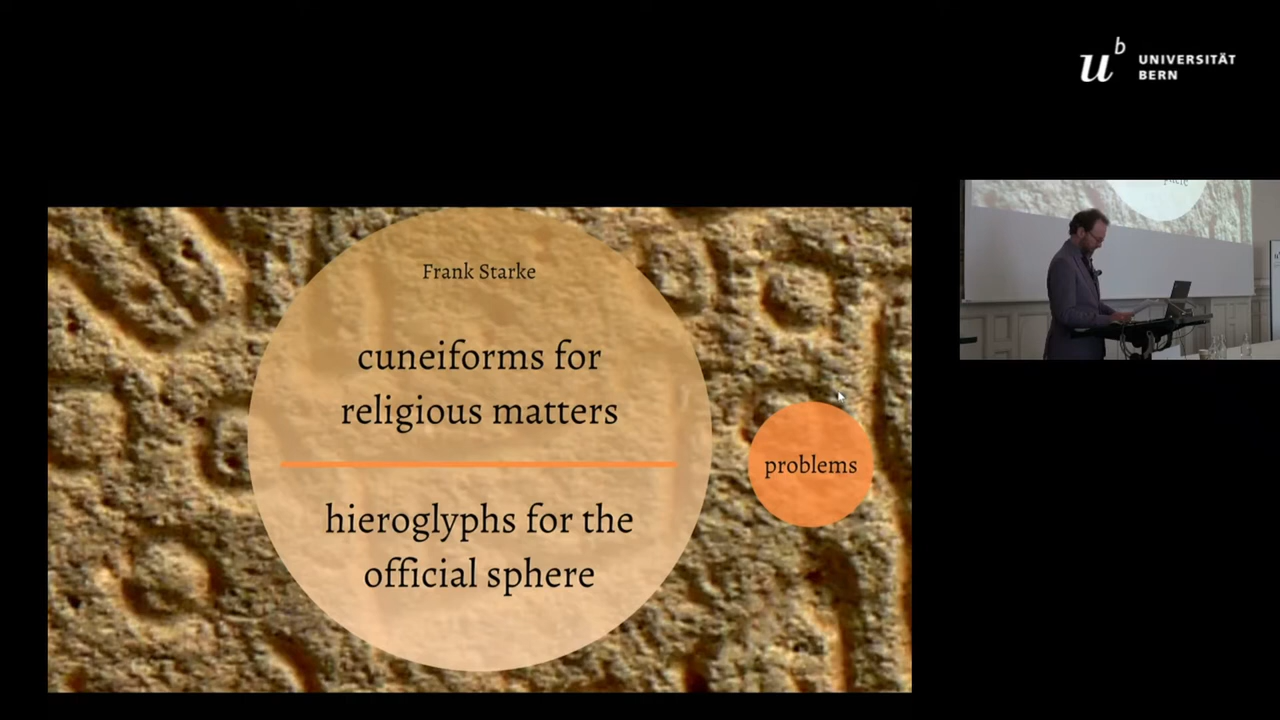 u
b
UNIVERSITÄT
BERN
Frank Starke
cuneiforms for
religious matters
hieroglyphs for the
official sphere
problems